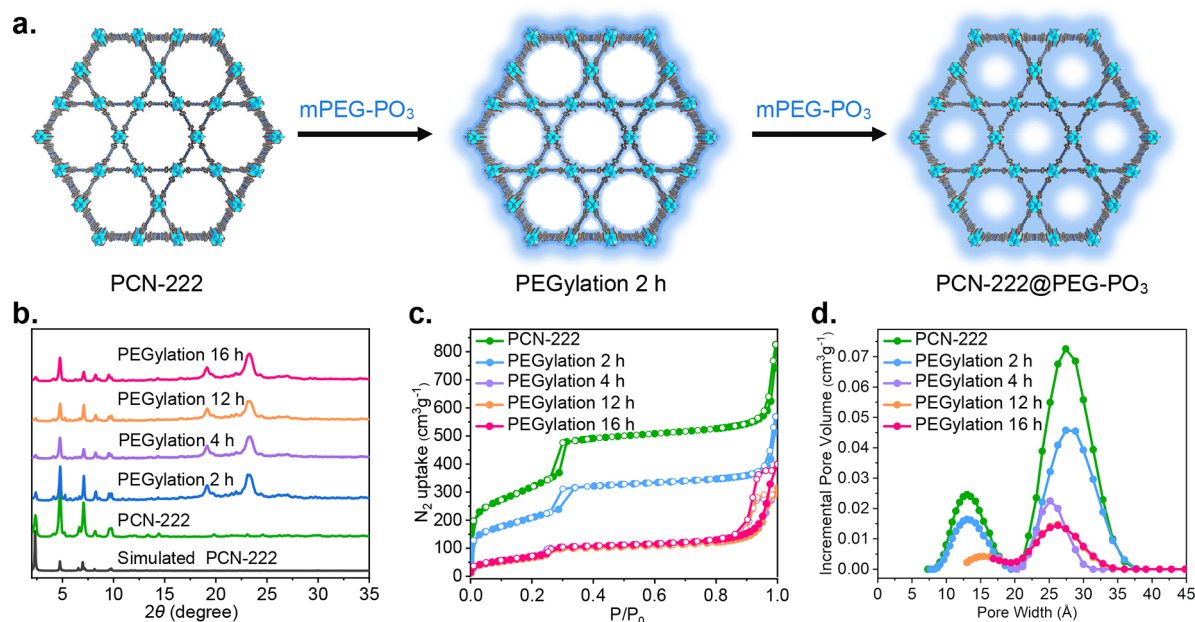 a.
mPEG-PO₃
mPEG-PO₃
PCN-222
PEGylation 2 h
PCN-222@PEG-PO₃
b.
PEGylation 16 h
PEGylation 12 h
PEGylation 4 h
PEGylation 2 h
PCN-222
Simulated PCN-222
5 10 15 20 25 30 35
2θ (degree)
c.
PCN-222
PEGylation 2 h
PEGylation 4 h
PEGylation 12 h
PEGylation 16 h
900
800
700
600
500
400
300
200
100
0
N₂ uptake (cm³g⁻¹)
0.0 0.2 0.4 0.6 0.8 1.0
P/P₀
d.
PCN-222
PEGylation 2 h
PEGylation 4 h
PEGylation 12 h
PEGylation 16 h
0.07
0.06
0.05
0.04
0.03
0.02
0.01
0.00
Incremental Pore Volume (cm³g⁻¹)
0 5 10 15 20 25 30 35 40 45
Pore Width (Å)